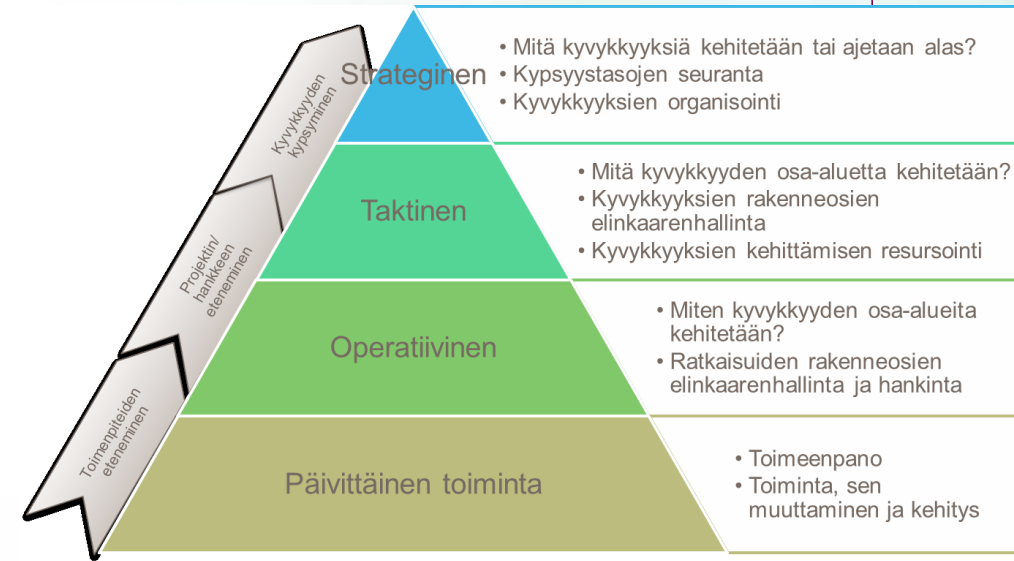 Strateginen
• Mitä kyvykkyyksiä kehitetään tai ajetaan alas?
• Kypsyystasojen seuranta
• Kyvykkyyksien organisointi
Kyvykkyyden
kypsyminen
Taktinen
• Mitä kyvykkyyden osa-aluetta kehitetään?
• Kyvykkyyksien rakenneosien
elinkaarenhallinta
• Kyvykkyyksien kehittämisen resursointi
Projektin/
hankkeen
eteneminen
Operatiivinen
• Miten kyvykkyyden osa-alueita
kehitetään?
• Ratkaisuiden rakenneosien
elinkaarenhallinta ja hankinta
Toimenpiteiden
eteneminen
Päivittäinen toiminta
• Toimeenpano
• Toiminta, sen
muuttaminen ja kehitys